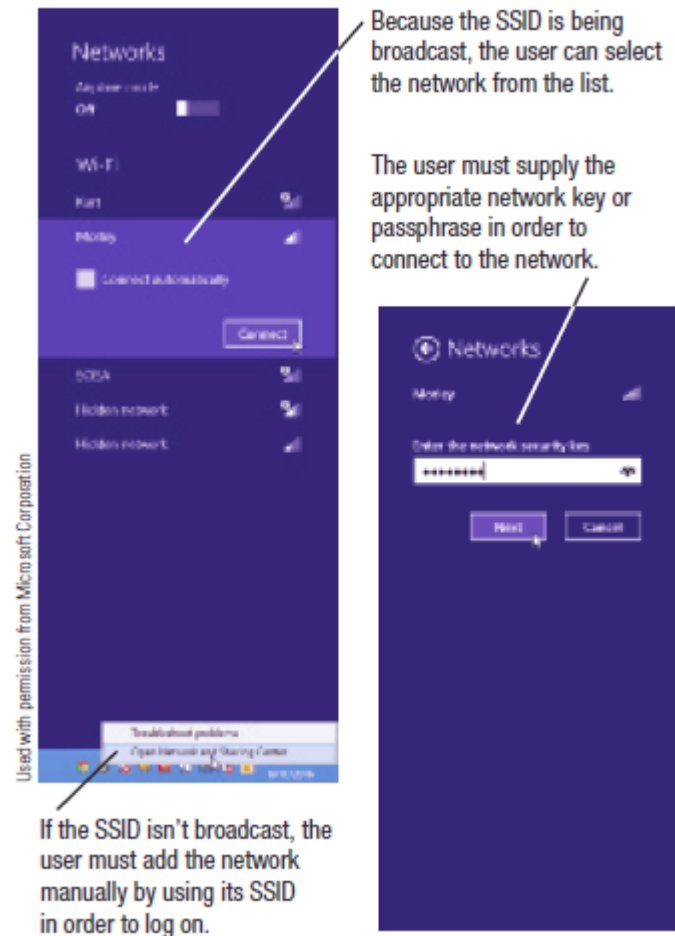 Because the SSID is being
broadcast, the user can select
the network from the list.
The user must supply the
appropriate network key or
passphrase in order to
connect to the network.
Networks
Airplane mode
Off
Wi-Fi
Kurt
Morley
Connect automatically
Connect
SOSA
Hidden network
Hidden network
Troubleshoot problems
Open Network and Sharing Center
Networks
Morley
Enter the network security key
Next
Cancel
Used with permission from Microsoft Corporation
If the SSID isn't broadcast, the
user must add the network
manually by using its SSID
in order to log on.